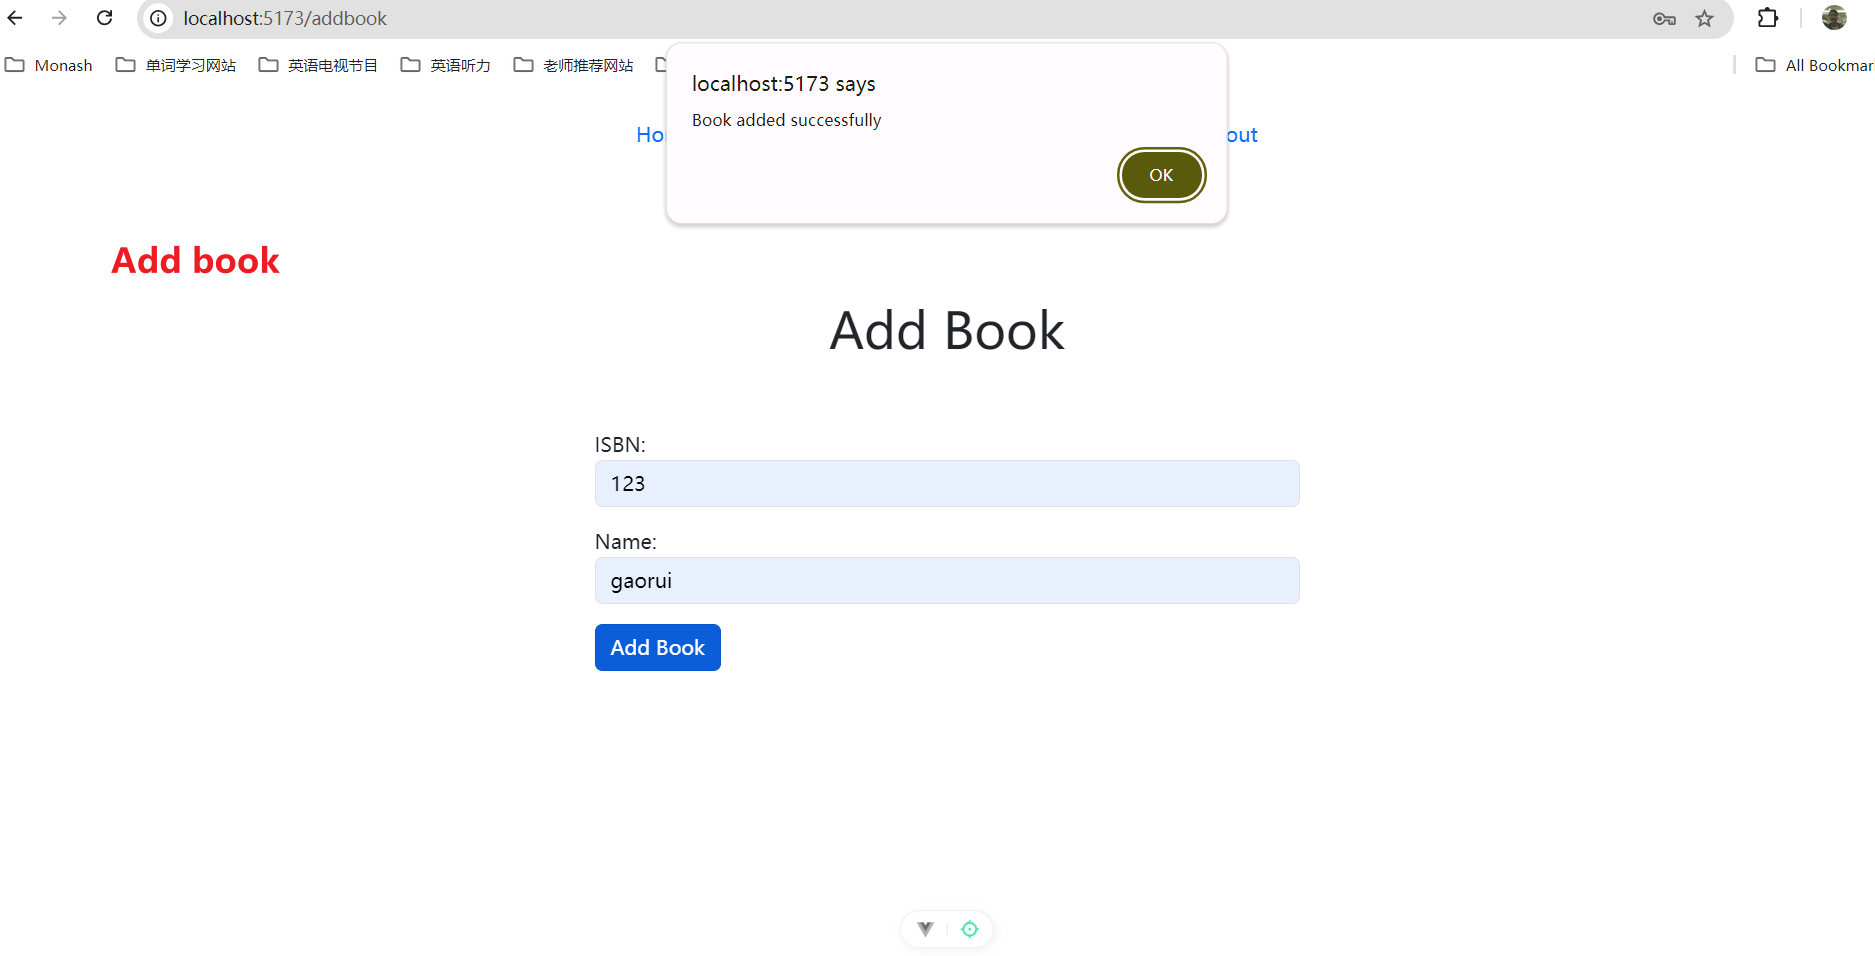 localhost:5173/addbook
Monash
单词学习网站
英语电视节目
英语听力
老师推荐网站
All Bookmar
localhost:5173 says
Book added successfully
OK
Ho
out
Add book
Add Book
ISBN:
123
Name:
gaorui
Add Book